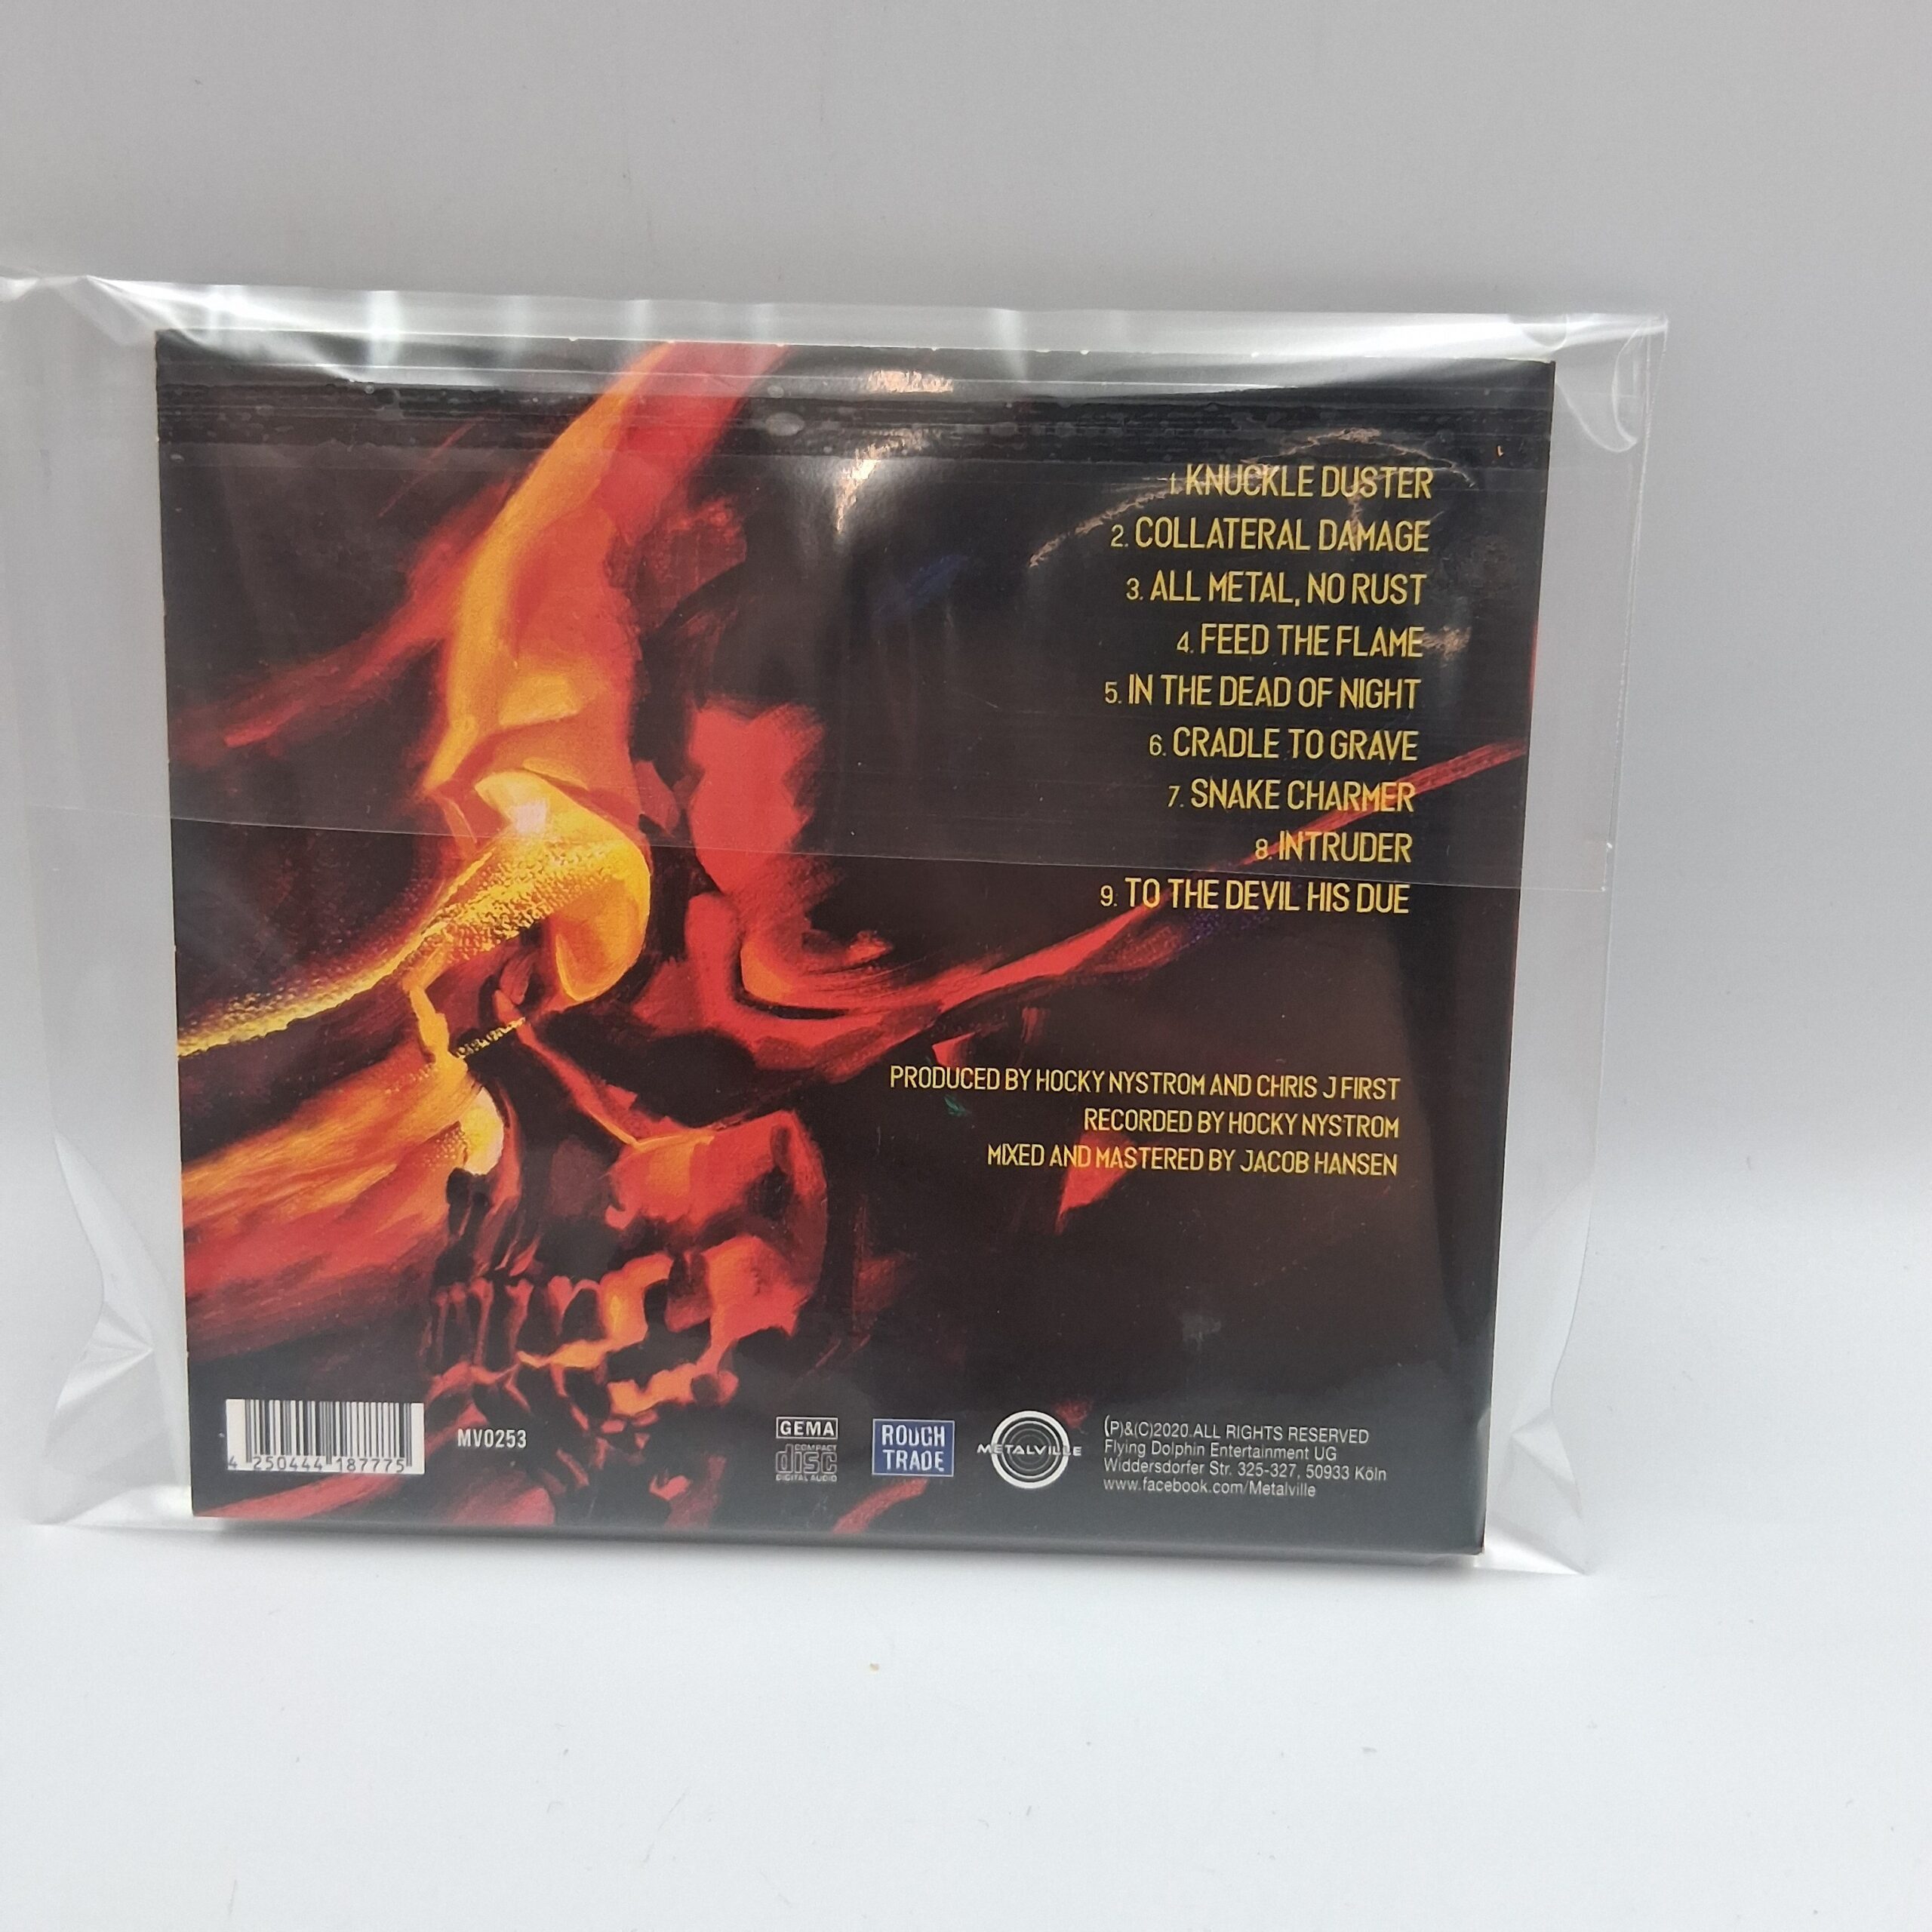 1. KNUCKLE DUSTER
2. COLLATERAL DAMAGE
3. ALL METAL, NO RUST
4. FEED THE FLAME
5. IN THE DEAD OF NIGHT
6. CRADLE TO GRAVE
7. SNAKE CHARMER
8. INTRUDER
9. TO THE DEVIL HIS DUE
PRODUCED BY HOCKY NYSTROM AND CHRIS J FIRST
RECORDED BY HOCKY NYSTROM
MIXED AND MASTERED BY JACOB HANSEN
4 250444 187775
MV0253
GEMA
COMPACT
disc
DIGITAL AUDIO
ROUGH
TRADE
METALVILLE
(P)&(C)2020 ALL RIGHTS RESERVED
Flying Dolphin Entertainment UG
Widdersdorfer Str. 325-327, 50933 Köln
www.facebook.com/Metalville